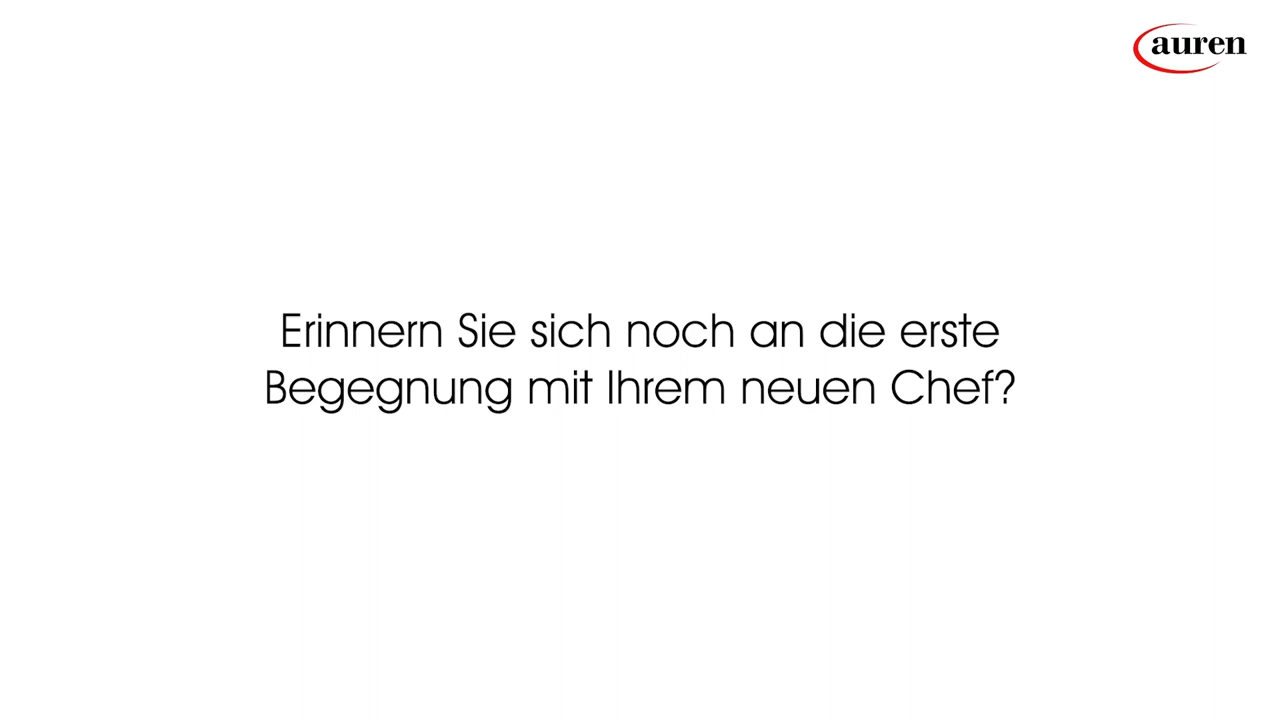 auren
Erinnern Sie sich noch an die erste
Begegnung mit Ihrem neuen Chef?